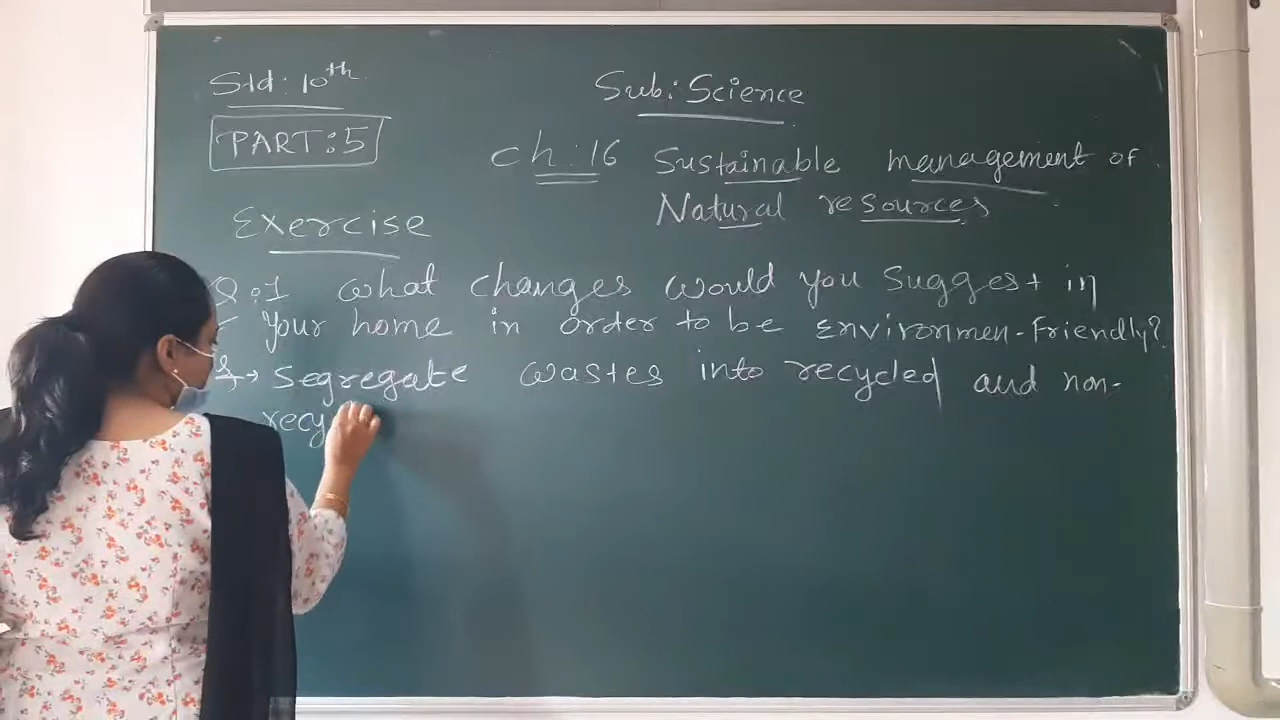 Std: 10th
Sub: Science
PART: 5
ch: 16 Sustainable management of
Natural resources
Exercise
Q:1 what changes would you suggest in
your home in order to be Environmen-Friendly?
→ Segregate wastes into recycled and non-
recy